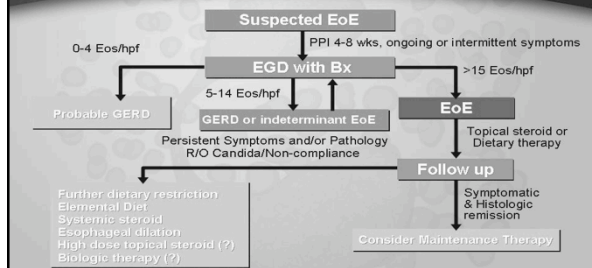 Suspected EoE
PPI 4-8 wks, ongoing or intermittent symptoms
0-4 Eos/hpf
EGD with Bx
>15 Eos/hpf
5-14 Eos/hpf
Probable GERD
GERD or indeterminant EoE
EoE
Persistent Symptoms and/or Pathology
R/O Candida/Non-compliance
Topical steroid or
Dietary therapy
Follow up
Further dietary restriction
Elemental Diet
Systemic steroid
Esophageal dilation
High dose topical steroid (?)
Biologic therapy (?)
Symptomatic
& Histologic
remission
Consider Maintenance Therapy